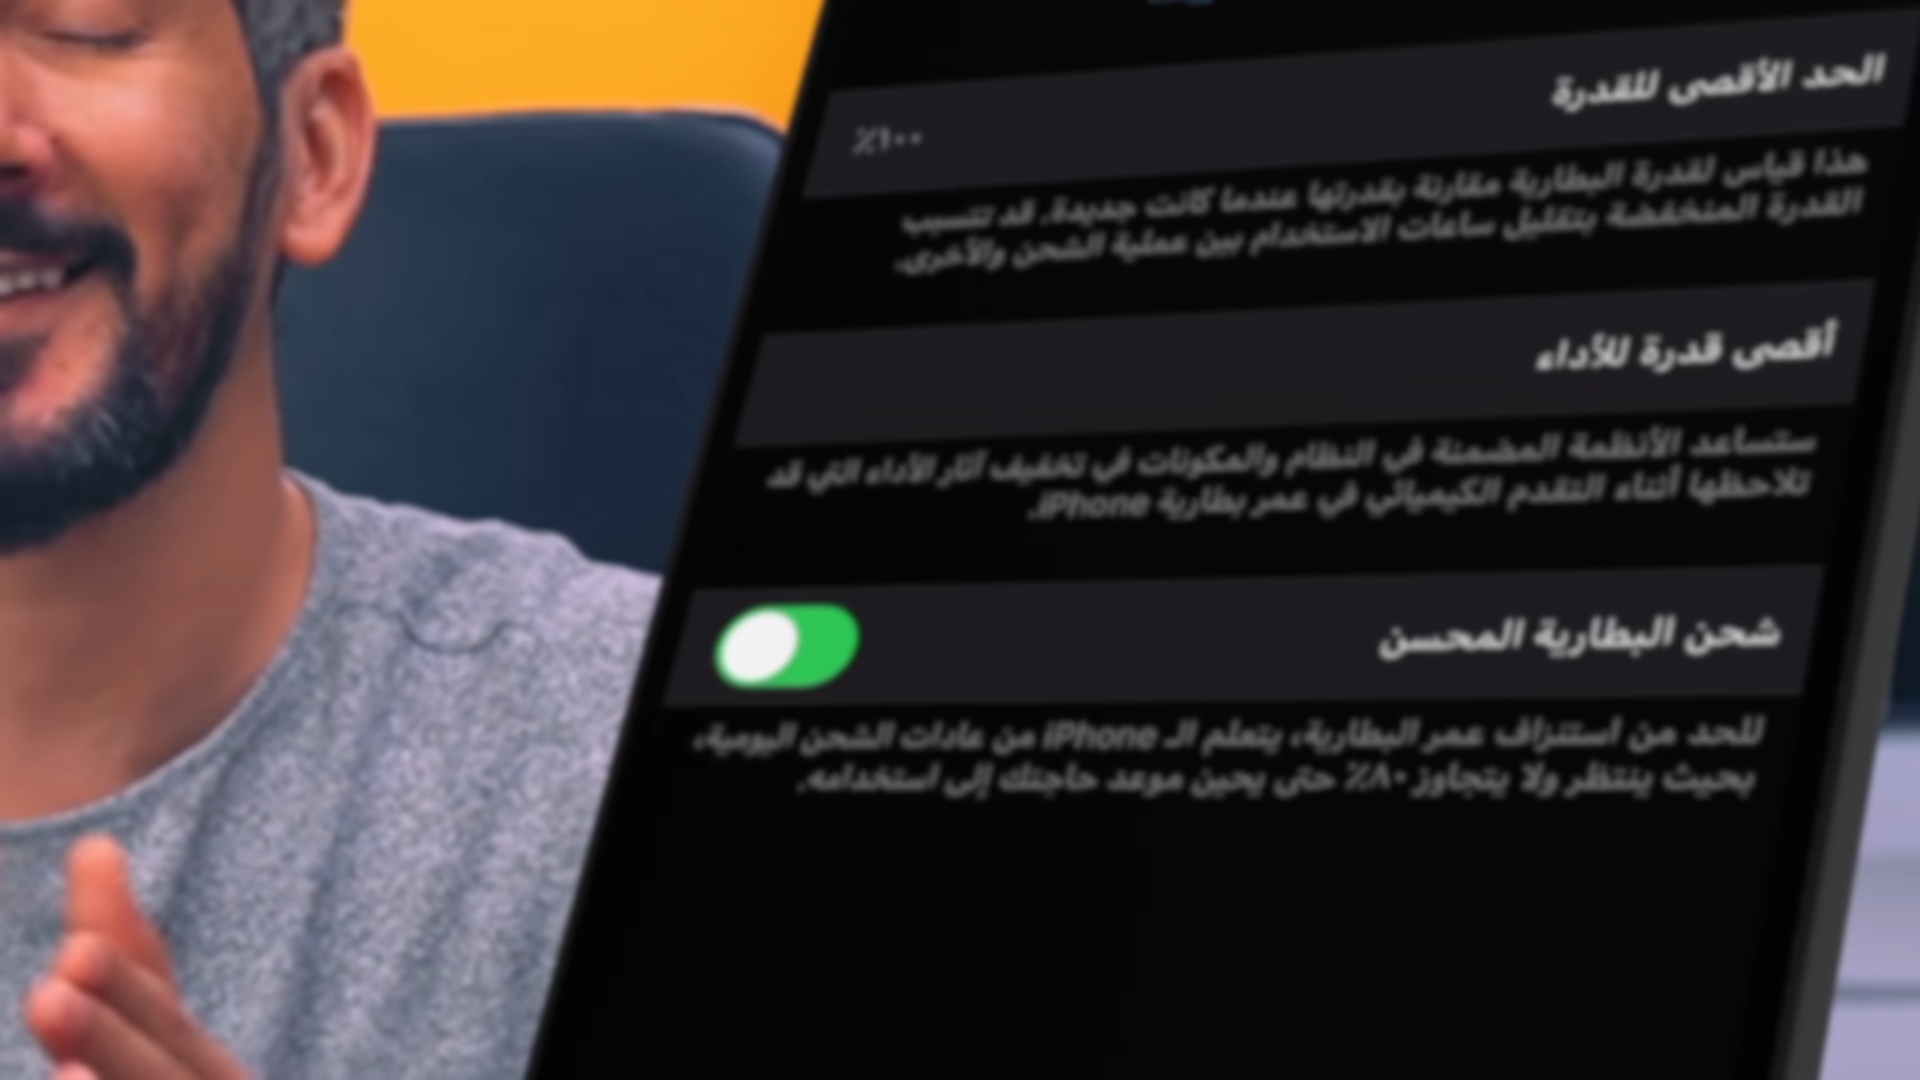 الحد الأقصى للقدرة
٪١٠٠
هذا قياس لقدرة البطارية مقارنة بقدرتها عندما كانت جديدة. قد تتسبب
القدرة المنخفضة بتقليل ساعات الاستخدام بين عملية الشحن والأخرى.
أقصى قدرة للأداء
ستساعد الأنظمة المضمنة في النظام والمكونات في تخفيف آثار الأداء التي قد
تلاحظها أثناء التقدم الكيميائي في عمر بطارية iPhone.
شحن البطارية المحسن
للحد من استنزاف عمر البطارية، يتعلم الـ iPhone من عادات الشحن اليومية،
بحيث ينتظر ولا يتجاوز ٨٠٪ حتى يحين موعد حاجتك إلى استخدامه.